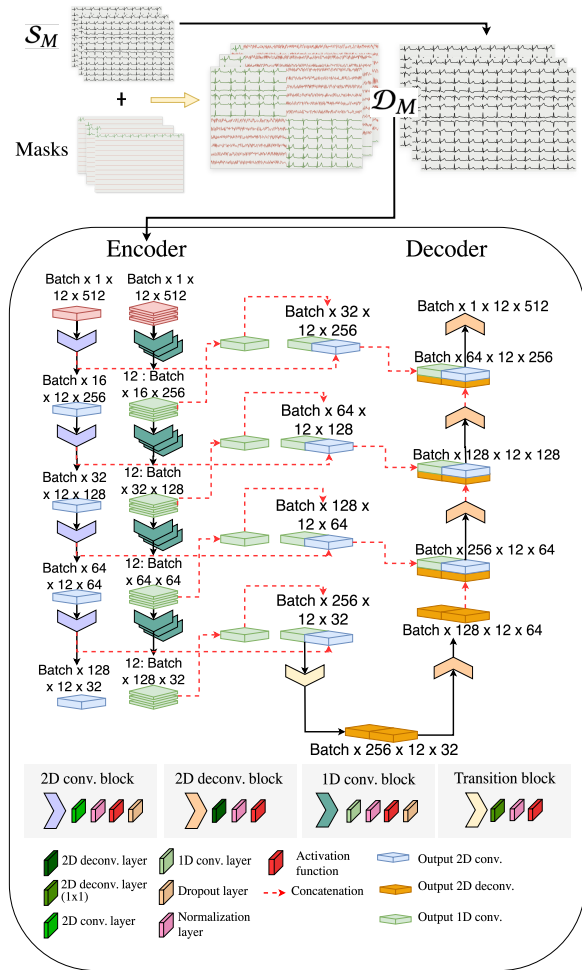 S_M
+
Masks
D_M
Encoder
Decoder
Batch x 1 x
12 x 512
Batch x 1 x
12 x 512
Batch x 16
x 12 x 256
12 : Batch
x 16 x 256
Batch x 32
x 12 x 128
12: Batch
x 32 x 128
Batch x 64
x 12 x 64
12: Batch
x 64 x 64
Batch x 128
x 12 x 32
12: Batch
x 128 x 32
Batch x 32 x
12 x 256
Batch x 64 x
12 x 128
Batch x 128 x
12 x 64
Batch x 256 x
12 x 32
Batch x 1 x 12 x 512
Batch x 64 x 12 x 256
Batch x 128 x 12 x 128
Batch x 256 x 12 x 64
Batch x 128 x 12 x 64
Batch x 256 x 12 x 32
2D conv. block
2D deconv. block
1D conv. block
Transition block
2D deconv. layer
2D deconv. layer
(1x1)
2D conv. layer
1D conv. layer
Dropout layer
Normalization
layer
Activation
function
Concatenation
Output 2D conv.
Output 2D deconv.
Output 1D conv.